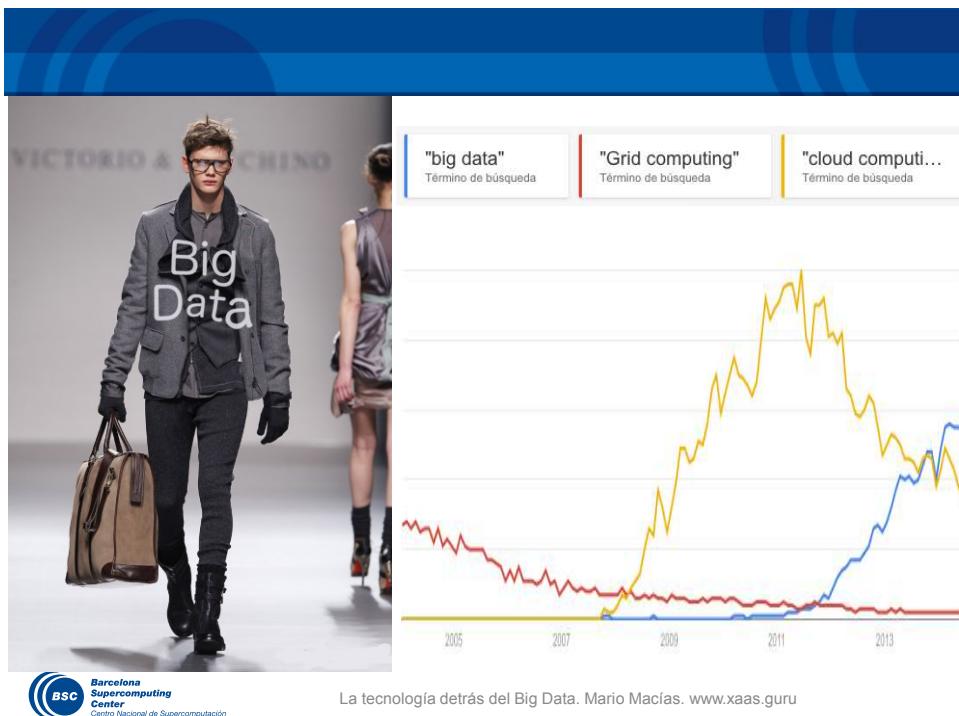 VICTORIO & CCHINO
Big
Data
"big data"
Término de búsqueda
"Grid computing"
Término de búsqueda
"cloud computi…
Término de búsqueda
2005
2007
2009
2011
2013
BSC
Barcelona
Supercomputing
Center
Centro Nacional de Supercomputación
La tecnología detrás del Big Data. Mario Macías. www.xaas.guru